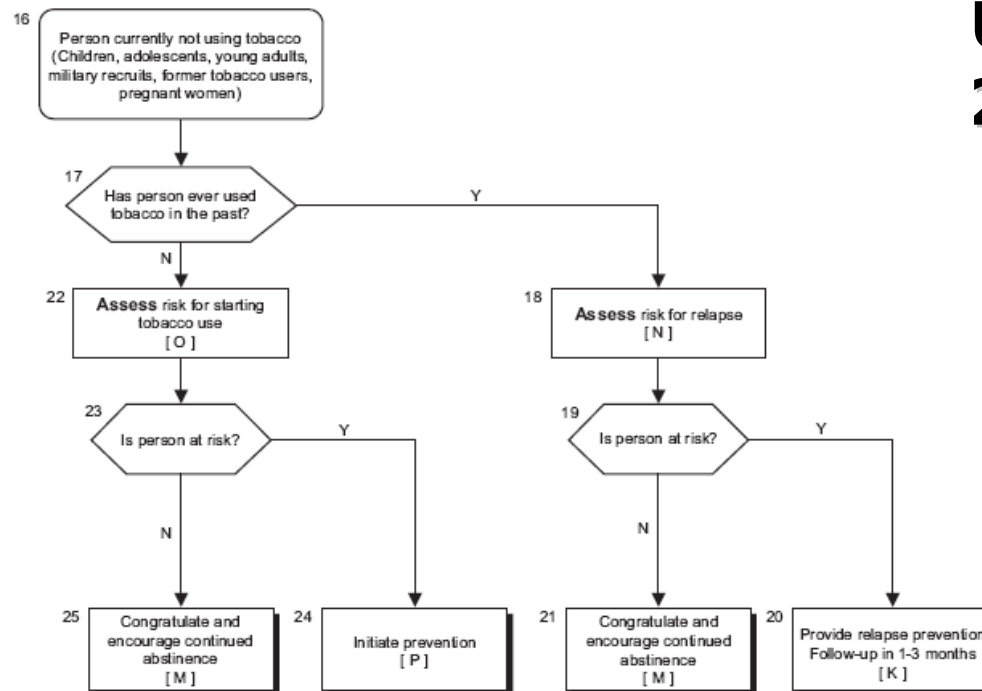 16
Person currently not using tobacco
(Children, adolescents, young adults,
military recruits, former tobacco users,
pregnant women)
17
Has person ever used
tobacco in the past?
Y
N
22
Assess risk for starting
tobacco use
[ O ]
18
Assess risk for relapse
[ N ]
23
Is person at risk?
Y
N
19
Is person at risk?
Y
N
25
Congratulate and
encourage continued
abstinence
[ M ]
24
Initiate prevention
[ P ]
21
Congratulate and
encourage continued
abstinence
[ M ]
20
Provide relapse prevention
Follow-up in 1-3 months
[ K ]